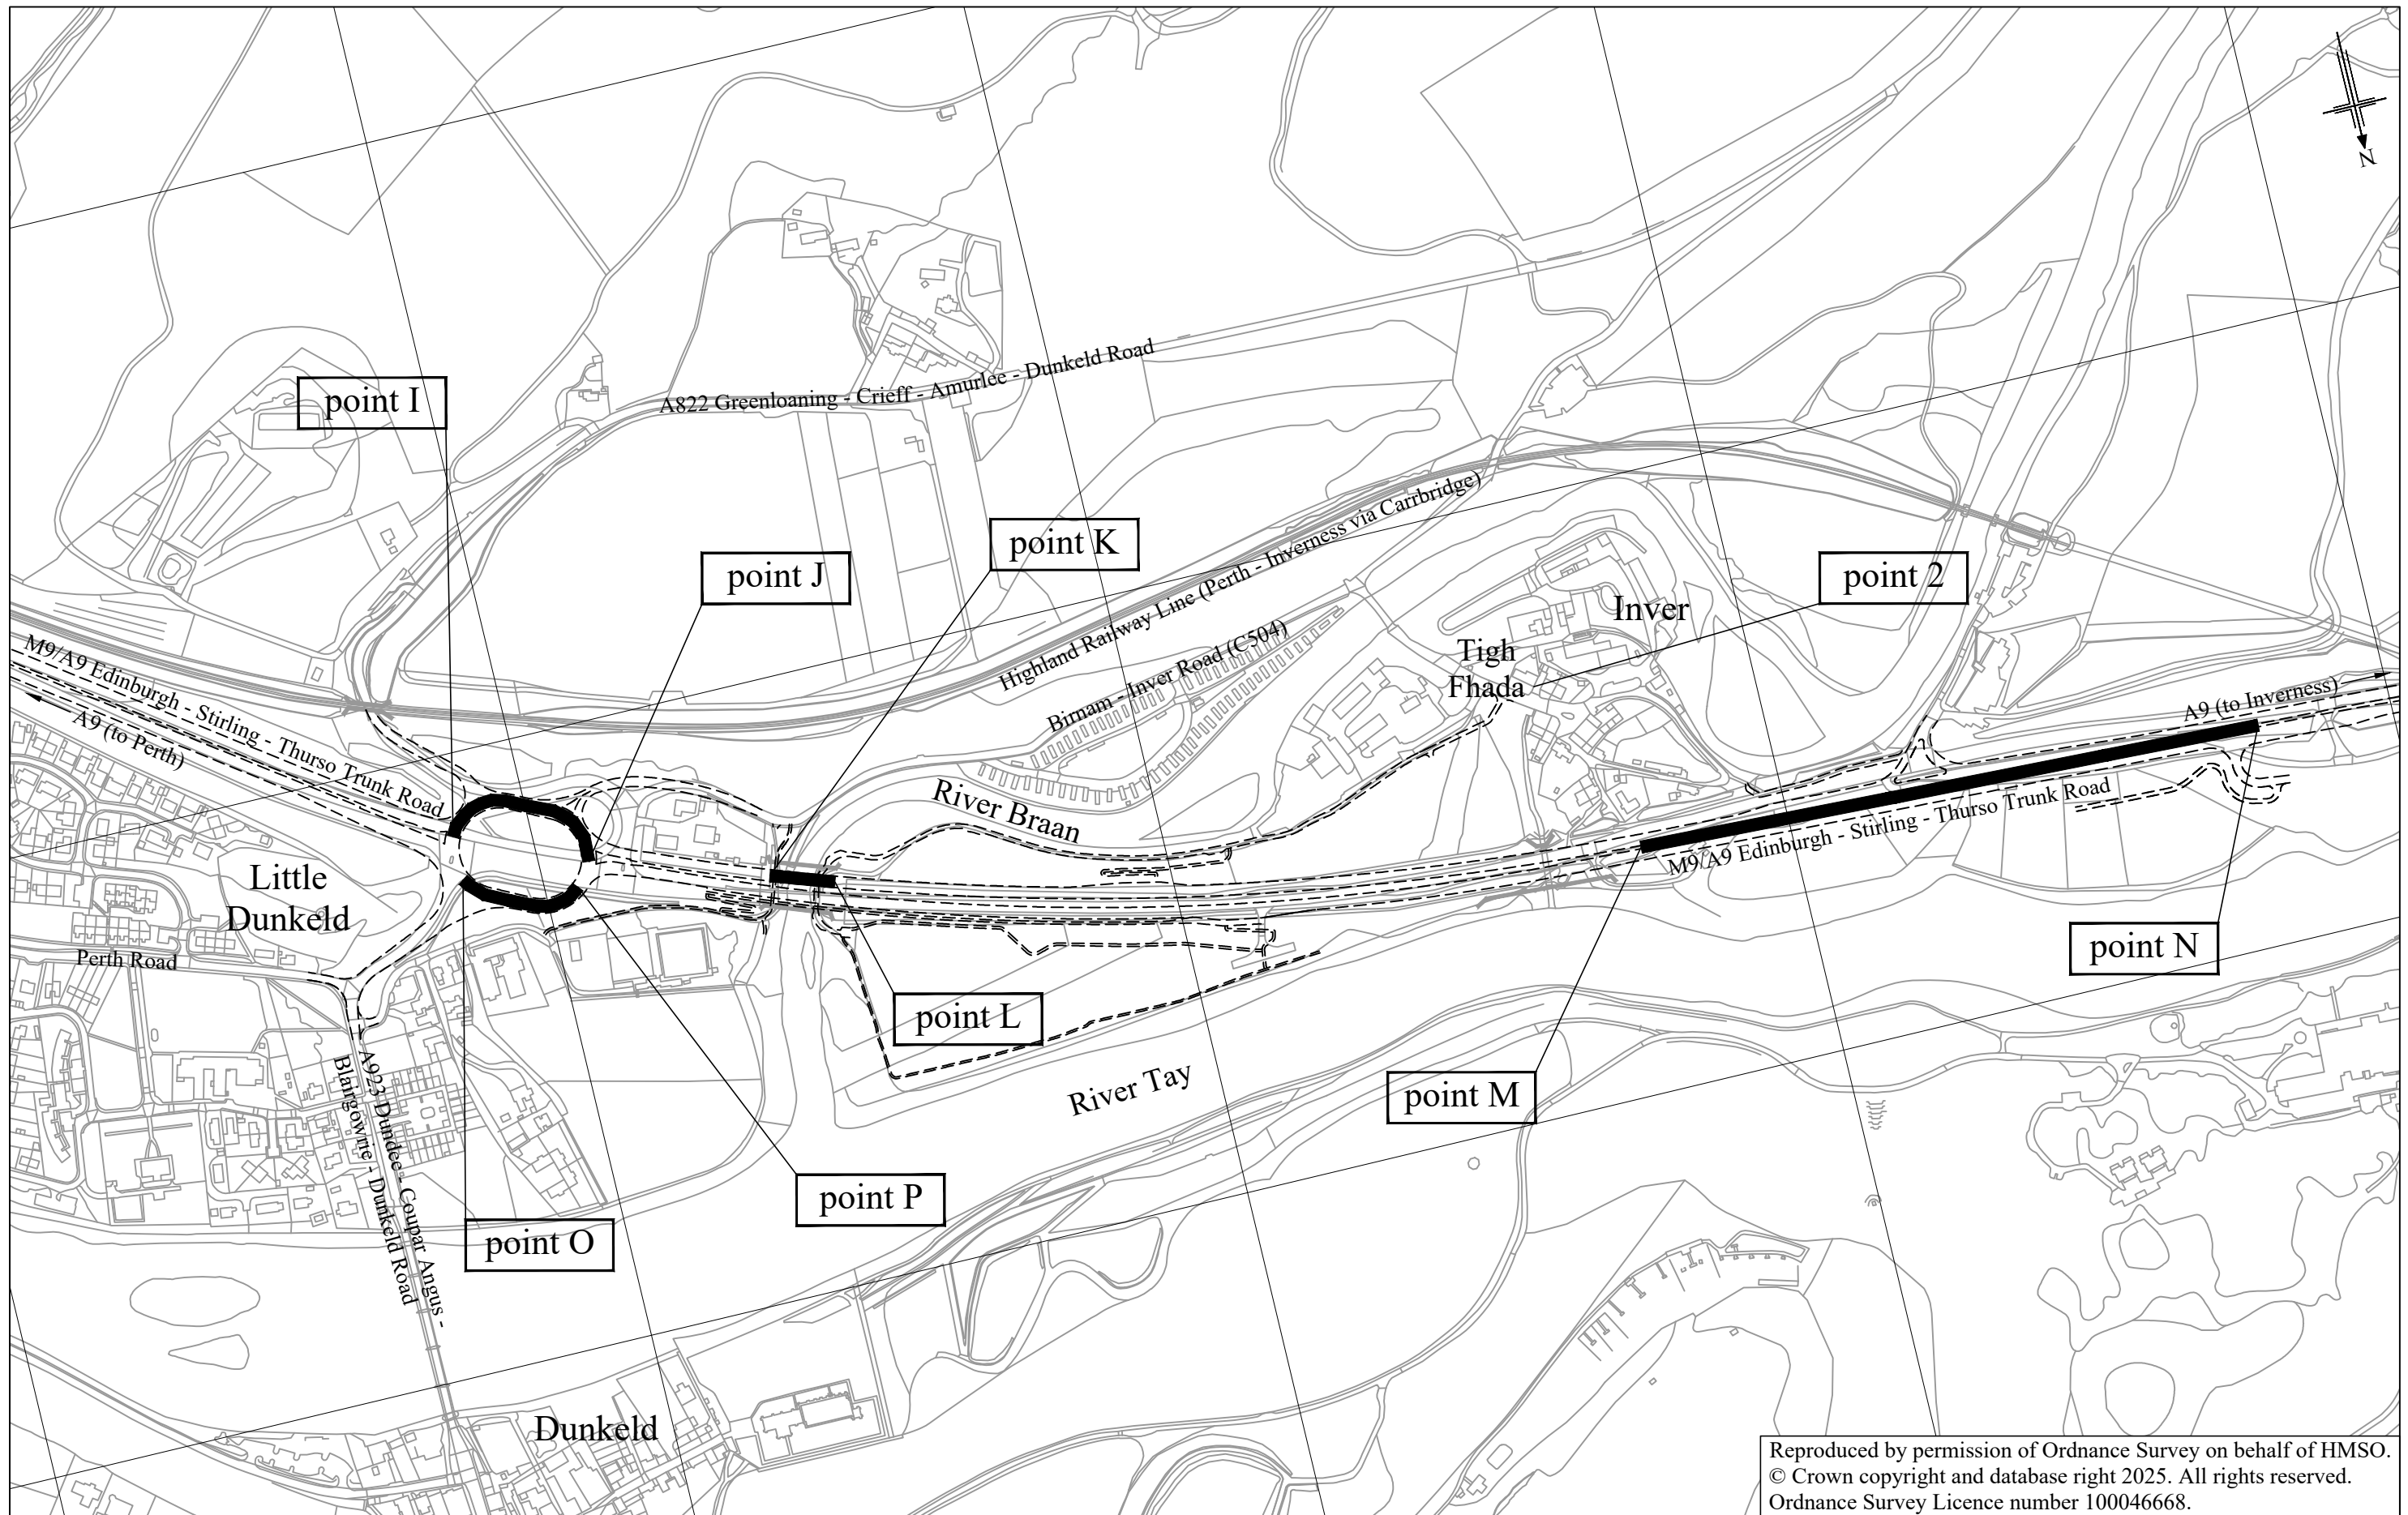 N
A822 Greenloaning - Crieff - Amurlee - Dunkeld Road
point I
point K
point J
Highland Railway Line (Perth - Inverness via Carrbridge)
point 2
Inver
Birnam - Inver Road (C504)
Tigh
Fhada
M9/A9 Edinburgh - Stirling - Thurso Trunk Road
A9 (to Perth)
A9 (to Inverness)
River Braan
M9/A9 Edinburgh - Stirling - Thurso Trunk Road
Little
Dunkeld
Perth Road
point N
point L
River Tay
point M
A923 Dundee - Coupar Angus -
Blairgowrie - Dunkeld Road
point P
point O
Dunkeld
Reproduced by permission of Ordnance Survey on behalf of HMSO.
© Crown copyright and database right 2025. All rights reserved.
Ordnance Survey Licence number 100046668.